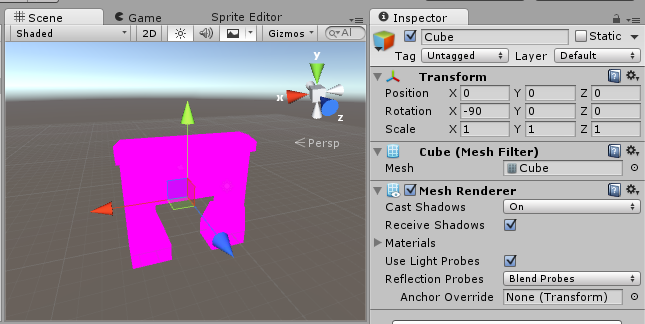 Scene Game Sprite Editor
Shaded 2D Gizmos Al
y
x
z
Persp
Inspector
Cube Static
Tag Untagged Layer Default
Transform
Position X 0 Y 0 Z 0
Rotation X -90 Y 0 Z 0
Scale X 1 Y 1 Z 1
Cube (Mesh Filter)
Mesh Cube
Mesh Renderer
Cast Shadows On
Receive Shadows
Materials
Use Light Probes
Reflection Probes Blend Probes
Anchor Override None (Transform)